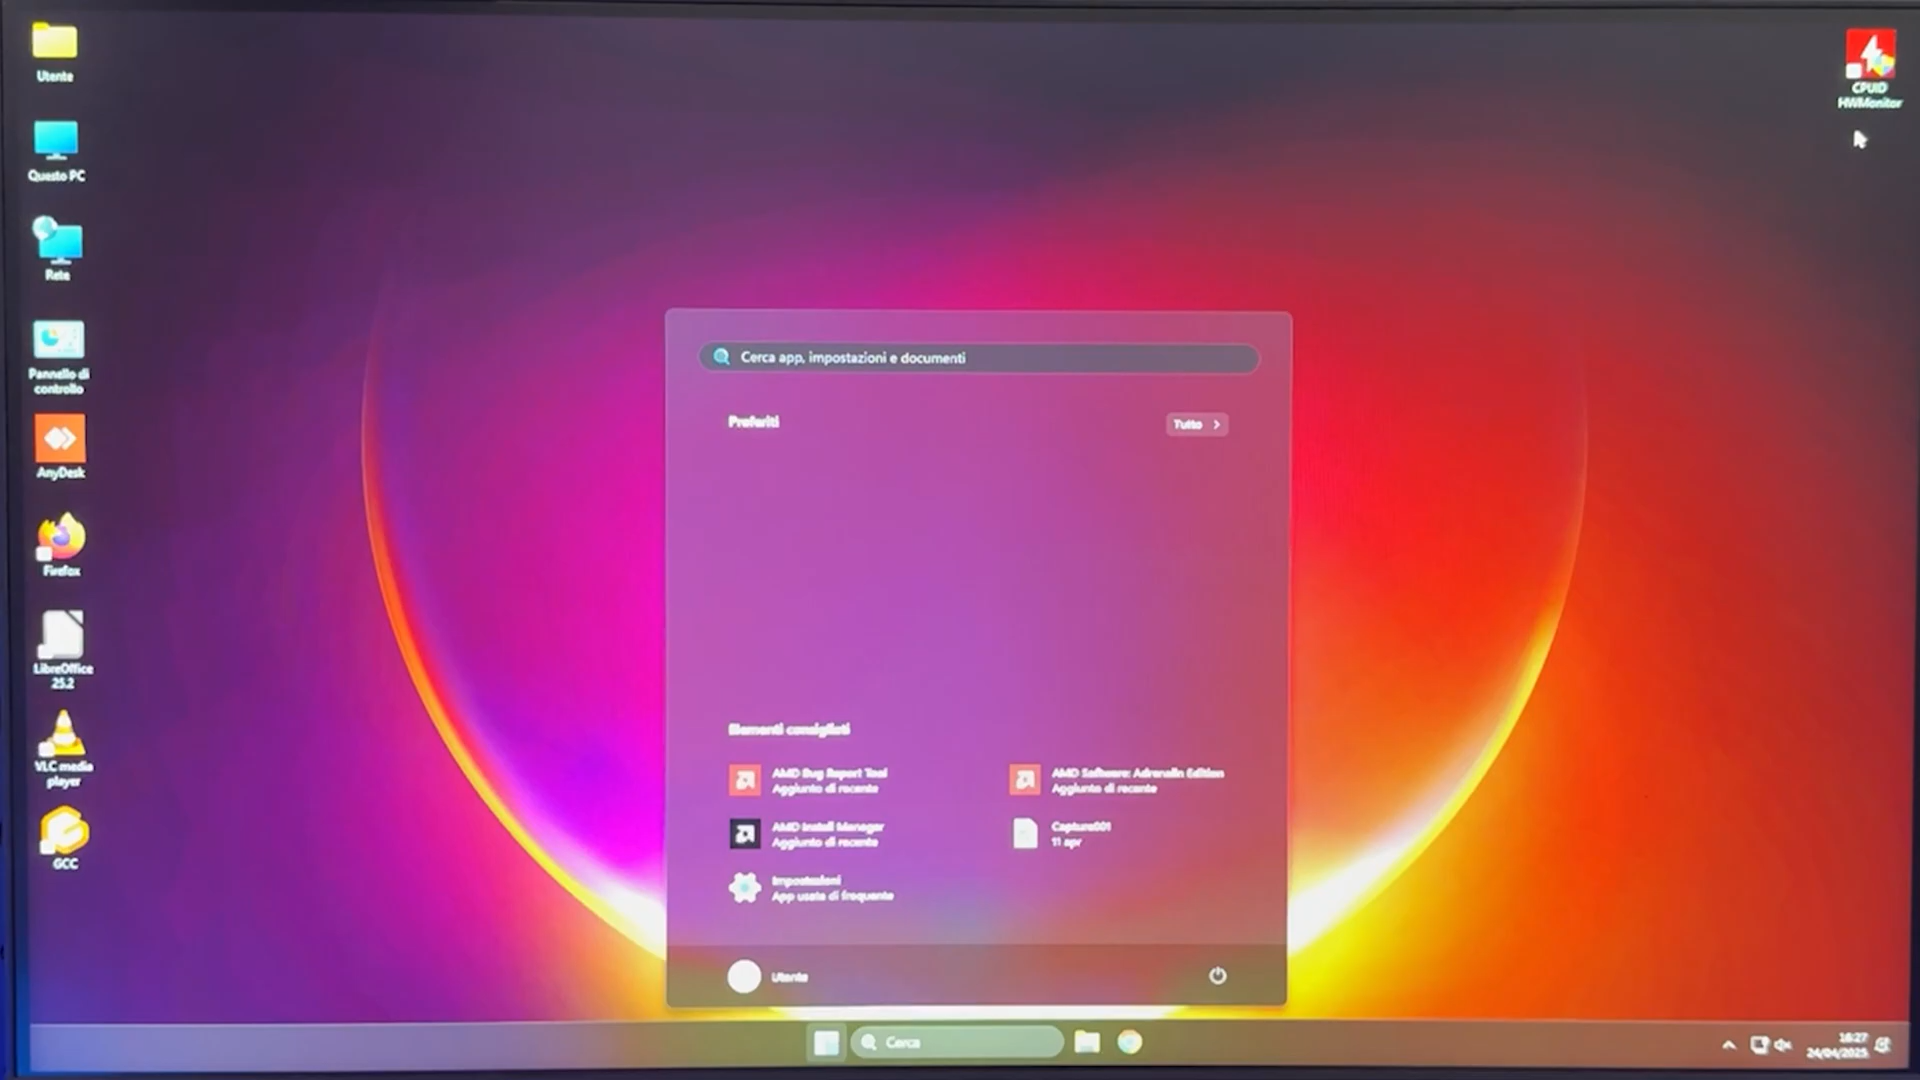 Utente
Questo PC
Rete
Pannello di
controllo
AnyDesk
Firefox
LibreOffice
25.2
VLC media
player
GCC
CPUID
HWMonitor
Cerca app, impostazioni e documenti
Preferiti
Tutto
Elementi consigliati
AMD Bug Report Tool
Aggiunto di recente
AMD Software: Adrenalin Edition
Aggiunto di recente
AMD Install Manager
Aggiunto di recente
Capture001
11 apr
Impostazioni
App usata di frequente
Utente
Cerca
16:27
24/04/2025